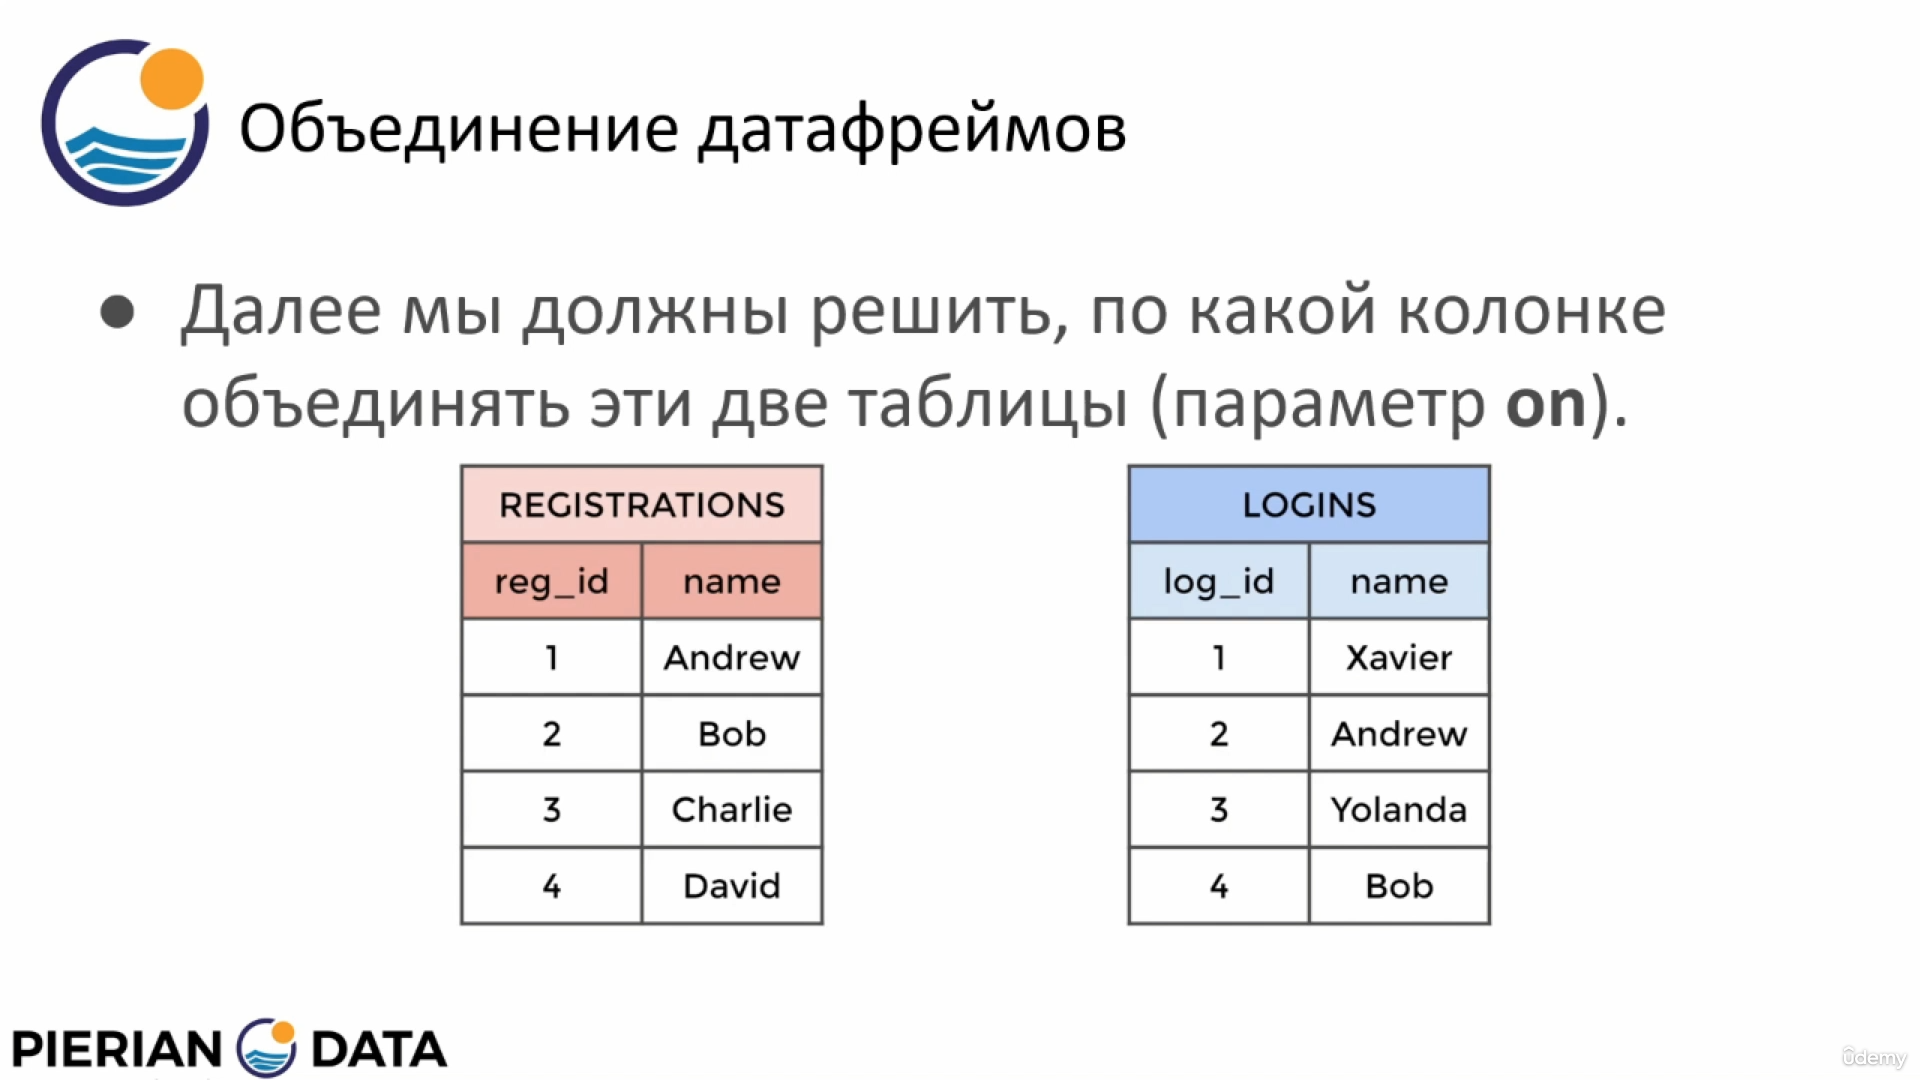 Объединение датафреймов
● Далее мы должны решить, по какой колонке
объединять эти две таблицы (параметр on).
REGISTRATIONS
reg_id name
1 Andrew
2 Bob
3 Charlie
4 David
LOGINS
log_id name
1 Xavier
2 Andrew
3 Yolanda
4 Bob
PIERIAN DATA
ûdemy